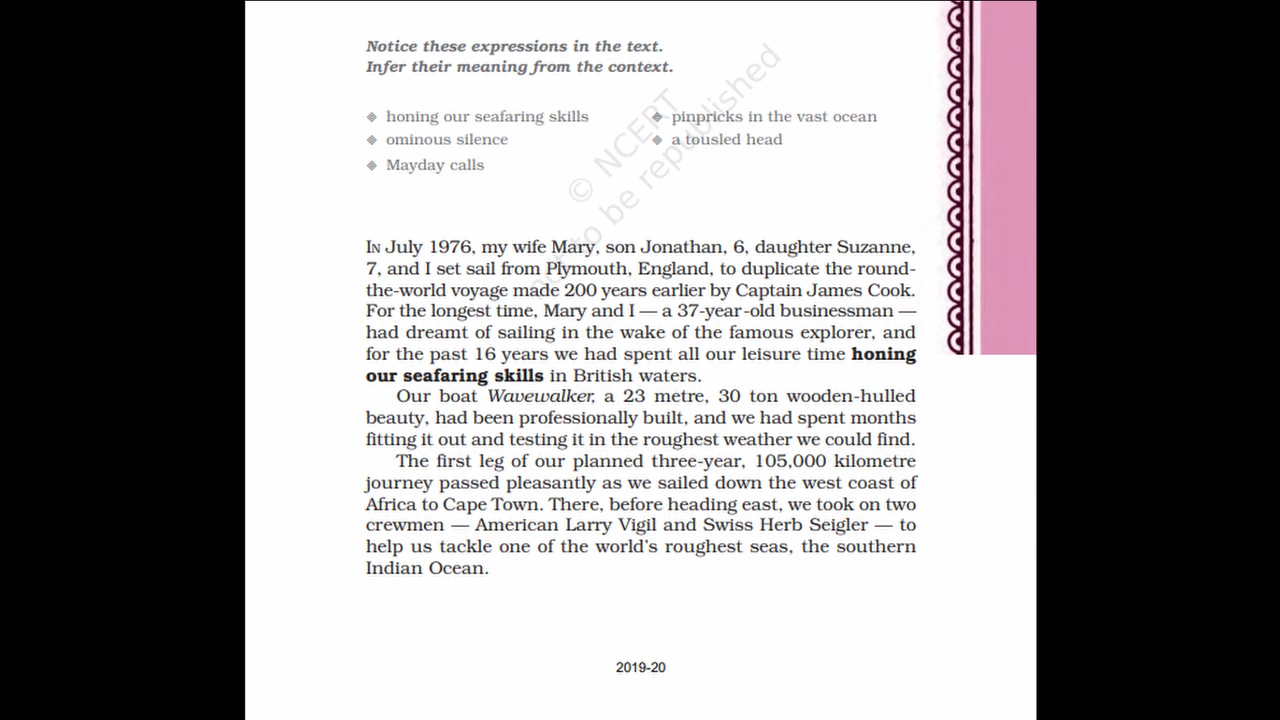 Notice these expressions in the text.
Infer their meaning from the context.
honing our seafaring skills
pinpricks in the vast ocean
ominous silence
a tousled head
Mayday calls
© NCERT
not to be republished
IN July 1976, my wife Mary, son Jonathan, 6, daughter Suzanne,
7, and I set sail from Plymouth, England, to duplicate the round-
the-world voyage made 200 years earlier by Captain James Cook.
For the longest time, Mary and I — a 37-year-old businessman —
had dreamt of sailing in the wake of the famous explorer, and
for the past 16 years we had spent all our leisure time honing
our seafaring skills in British waters.
Our boat Wavewalker, a 23 metre, 30 ton wooden-hulled
beauty, had been professionally built, and we had spent months
fitting it out and testing it in the roughest weather we could find.
The first leg of our planned three-year, 105,000 kilometre
journey passed pleasantly as we sailed down the west coast of
Africa to Cape Town. There, before heading east, we took on two
crewmen — American Larry Vigil and Swiss Herb Seigler — to
help us tackle one of the world's roughest seas, the southern
Indian Ocean.
2019-20